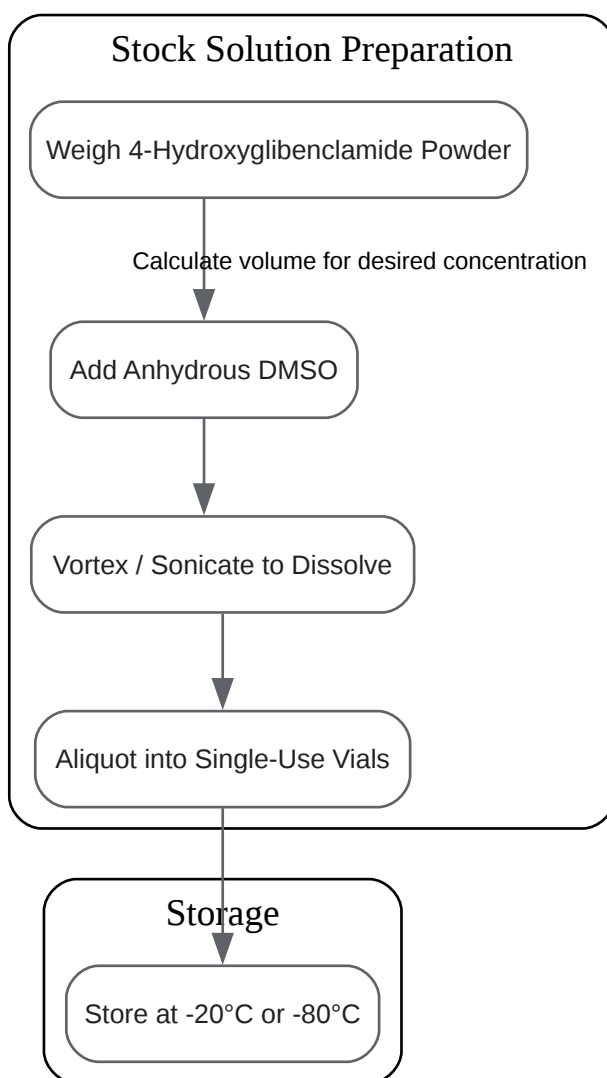 Stock Solution Preparation
Weigh 4-Hydroxyglibenclamide Powder
Calculate volume for desired concentration
Add Anhydrous DMSO
Vortex / Sonicate to Dissolve
Aliquot into Single-Use Vials
Storage
Store at -20°C or -80°C